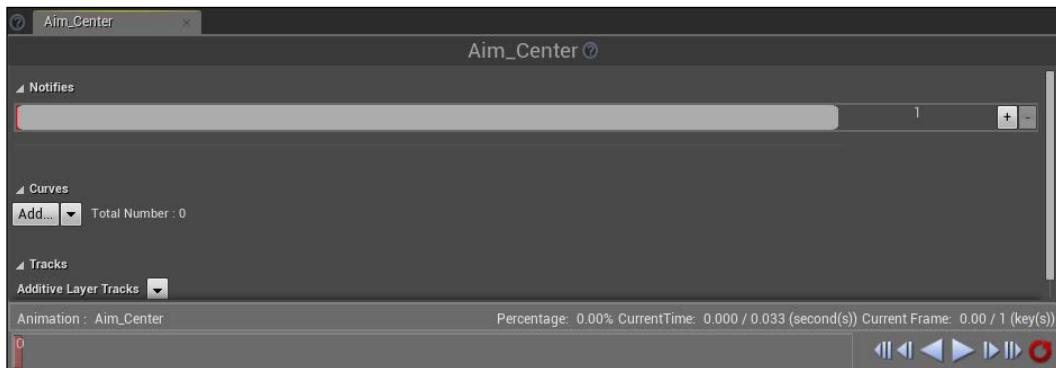 Aim_Center
Aim_Center
Notifies
1
+ -
Curves
Add... Total Number : 0
Tracks
Additive Layer Tracks
Animation : Aim_Center Percentage: 0.00% CurrentTime: 0.000 / 0.033 (second(s)) Current Frame: 0.00 / 1 (key(s))
0